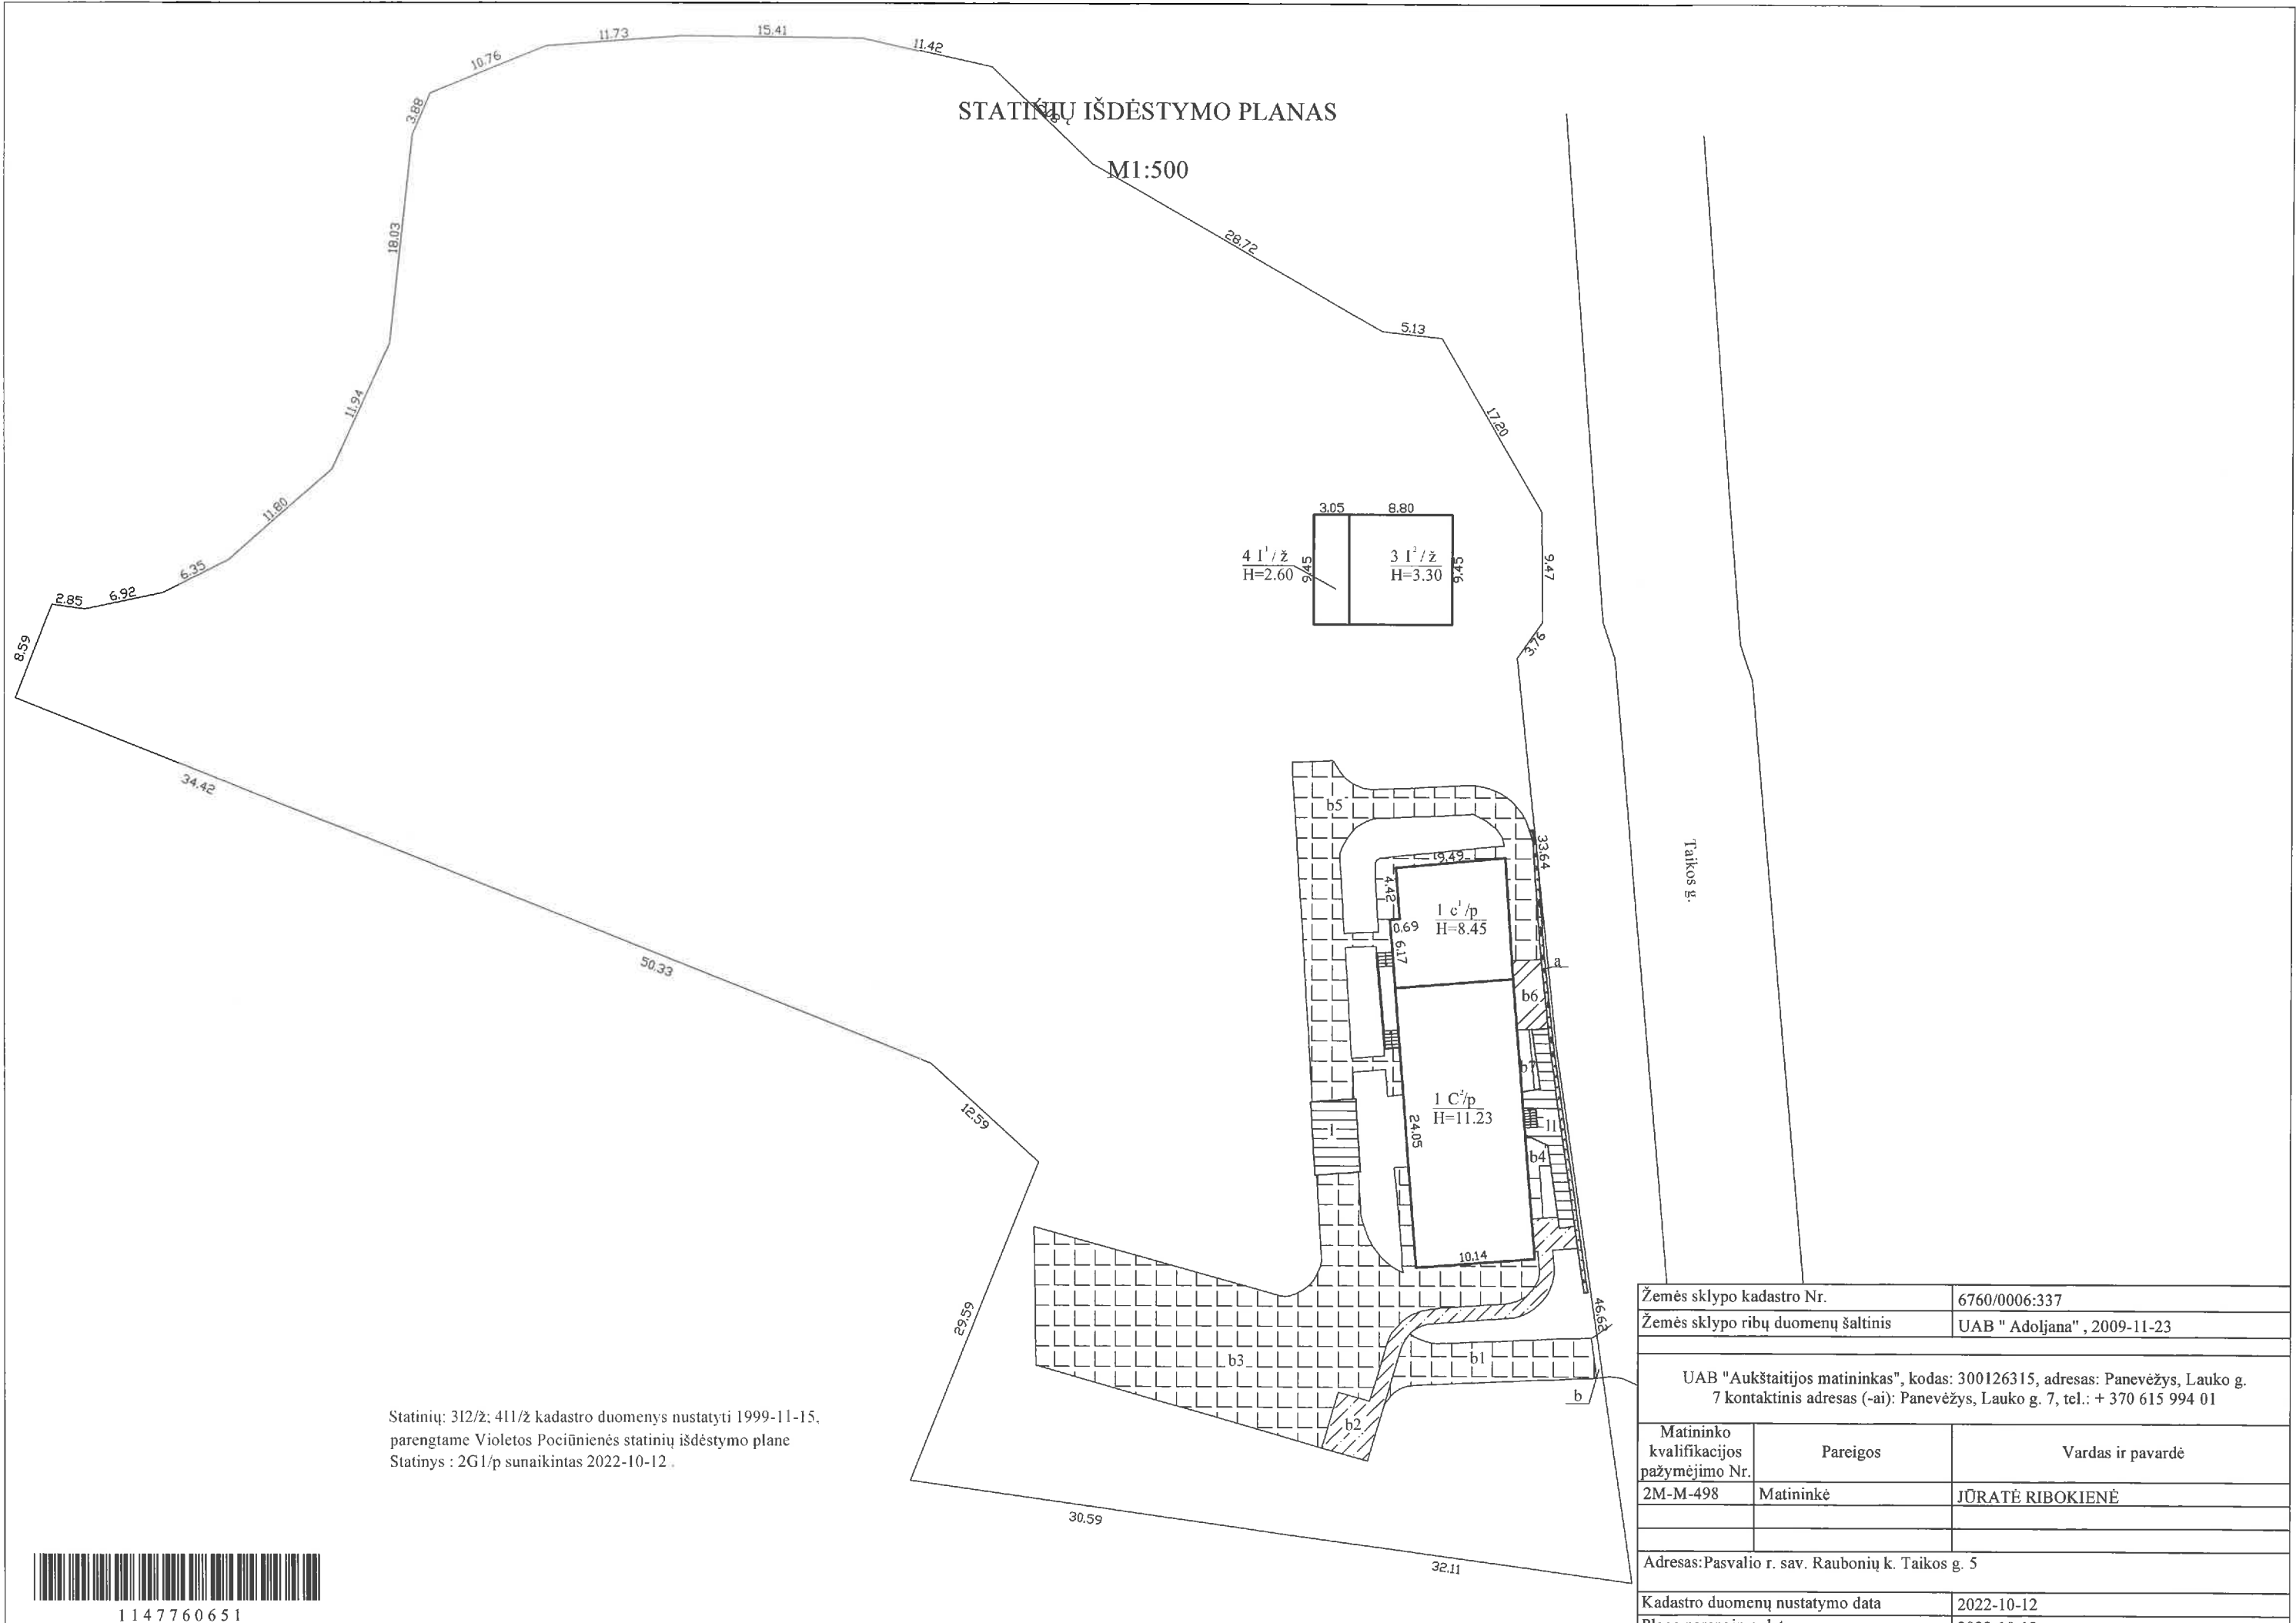 STATINIŲ IŠDĖSTYMO PLANAS
M1:500
11.73
15.41
11.42
10.76
3.88
18.03
28.72
5.13
11.94
17.20
11.80
3.05 8.80
4 I¹/ž
H=2.60
9.45
3 I²/ž
H=3.30
9.45
9.47
6.35
6.92
2.85
8.59
3.76
34.42
b5
33.64
Taikos g.
9.49
4.42
1 c¹/p
H=8.45
0.69
6.17
a
b6
50.33
b7
1 C²/p
H=11.23
24.05
12.59
1
11
b4
10.14
29.59
46.62
b3
b1
b
b2
30.59
32.11
Statinių: 3I2/ž; 4I1/ž kadastro duomenys nustatyti 1999-11-15,
parengtame Violetos Pociūnienės statinių išdėstymo plane
Statinys : 2G1/p sunaikintas 2022-10-12 .
1147760651
Žemės sklypo kadastro Nr. 6760/0006:337
Žemės sklypo ribų duomenų šaltinis UAB " Adoljana" , 2009-11-23
UAB "Aukštaitijos matininkas", kodas: 300126315, adresas: Panevėžys, Lauko g.
7 kontaktinis adresas (-ai): Panevėžys, Lauko g. 7, tel.: + 370 615 994 01
Matininko
kvalifikacijos
pažymėjimo Nr.
Pareigos
Vardas ir pavardė
2M-M-498 Matininkė JŪRATĖ RIBOKIENĖ
Adresas:Pasvalio r. sav. Raubonių k. Taikos g. 5
Kadastro duomenų nustatymo data 2022-10-12